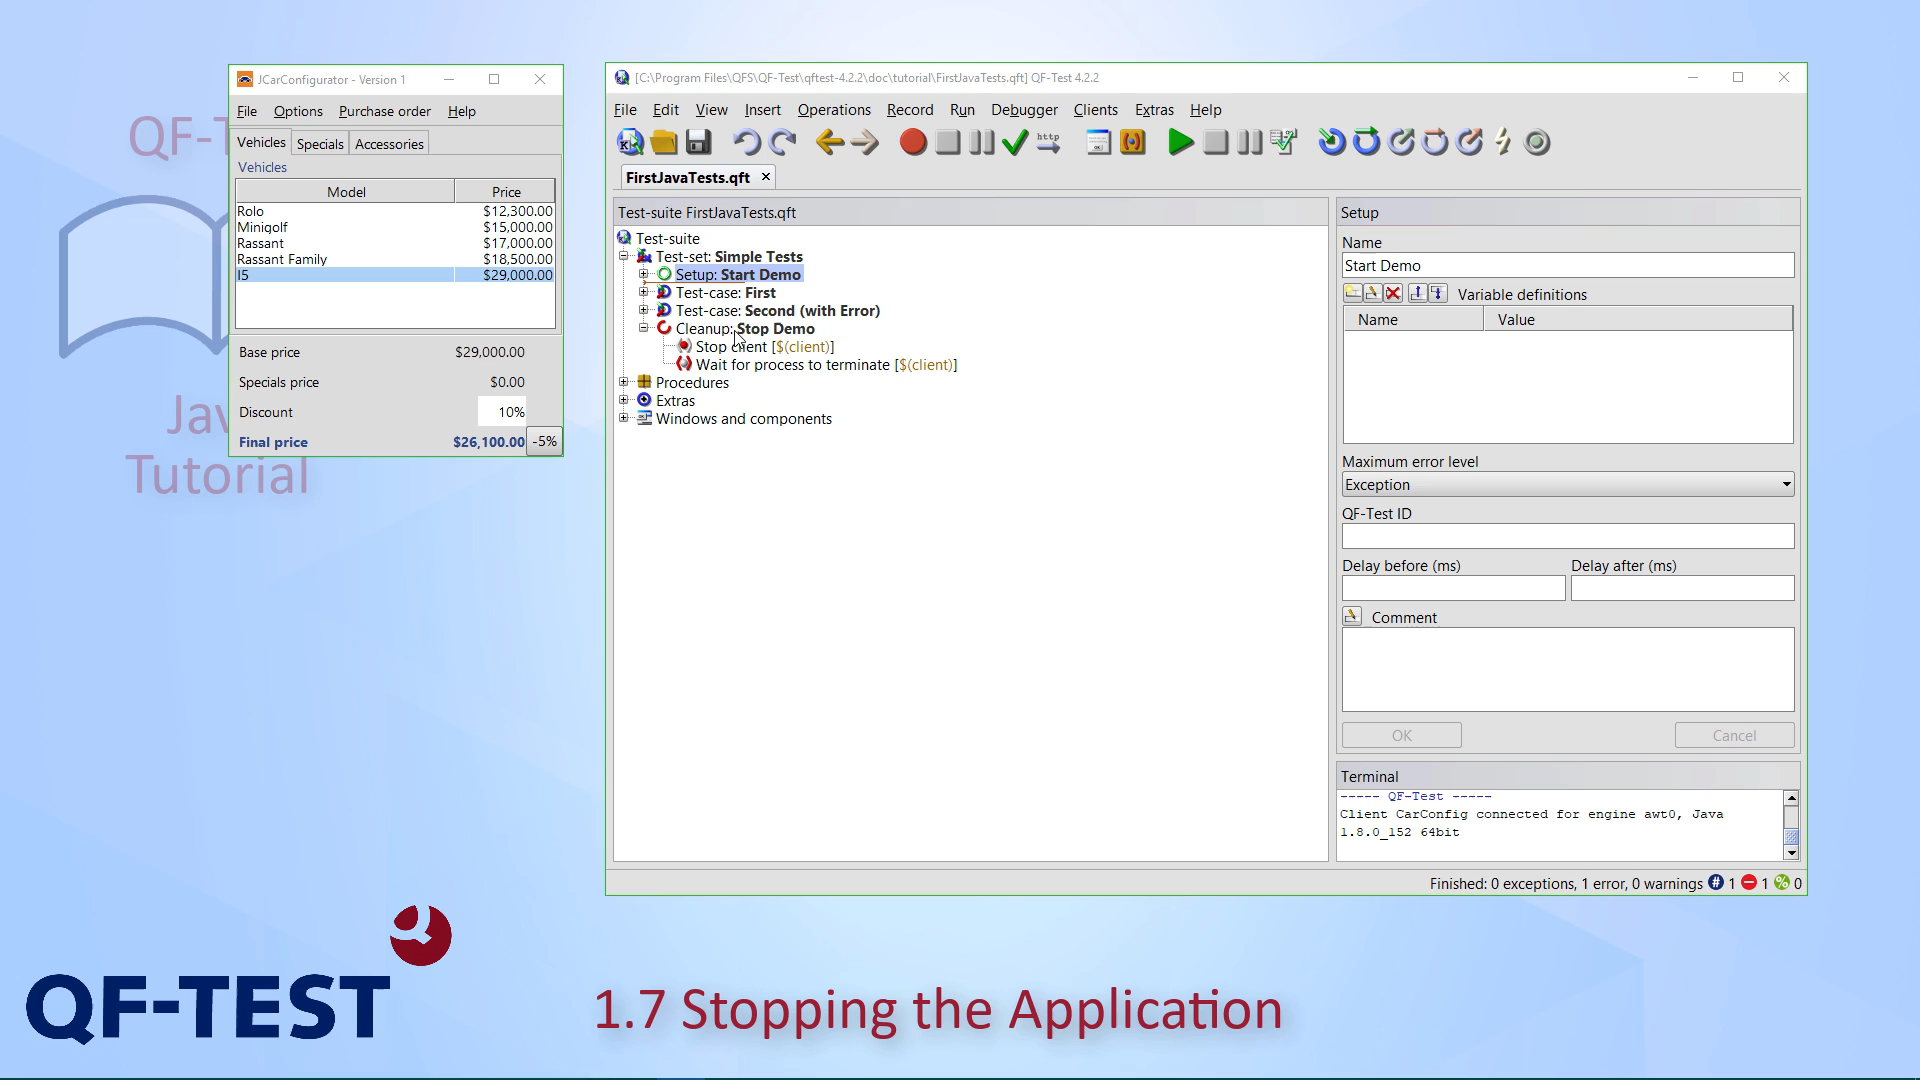 QF-T
Jav
Tutorial
JCarConfigurator - Version 1
File Options Purchase order Help
Vehicles Specials Accessories
Vehicles
Model Price
Rolo $12,300.00
Minigolf $15,000.00
Rassant $17,000.00
Rassant Family $18,500.00
I5 $29,000.00
Base price $29,000.00
Specials price $0.00
Discount 10%
Final price $26,100.00 -5%
[C:\Program Files\QFS\QF-Test\qftest-4.2.2\doc\tutorial\FirstJavaTests.qft] QF-Test 4.2.2
File Edit View Insert Operations Record Run Debugger Clients Extras Help
http
FirstJavaTests.qft
Test-suite FirstJavaTests.qft
Test-suite
Test-set: Simple Tests
Setup: Start Demo
Test-case: First
Test-case: Second (with Error)
Cleanup: Stop Demo
Stop client [$(client)]
Wait for process to terminate [$(client)]
Procedures
Extras
Windows and components
Setup
Name
Start Demo
Variable definitions
Name Value
Maximum error level
Exception
QF-Test ID
Delay before (ms) Delay after (ms)
Comment
OK Cancel
Terminal
----- QF-Test -----
Client CarConfig connected for engine awt0, Java
1.8.0_152 64bit
Finished: 0 exceptions, 1 error, 0 warnings 1 1 0
QF-TEST
1.7 Stopping the Application